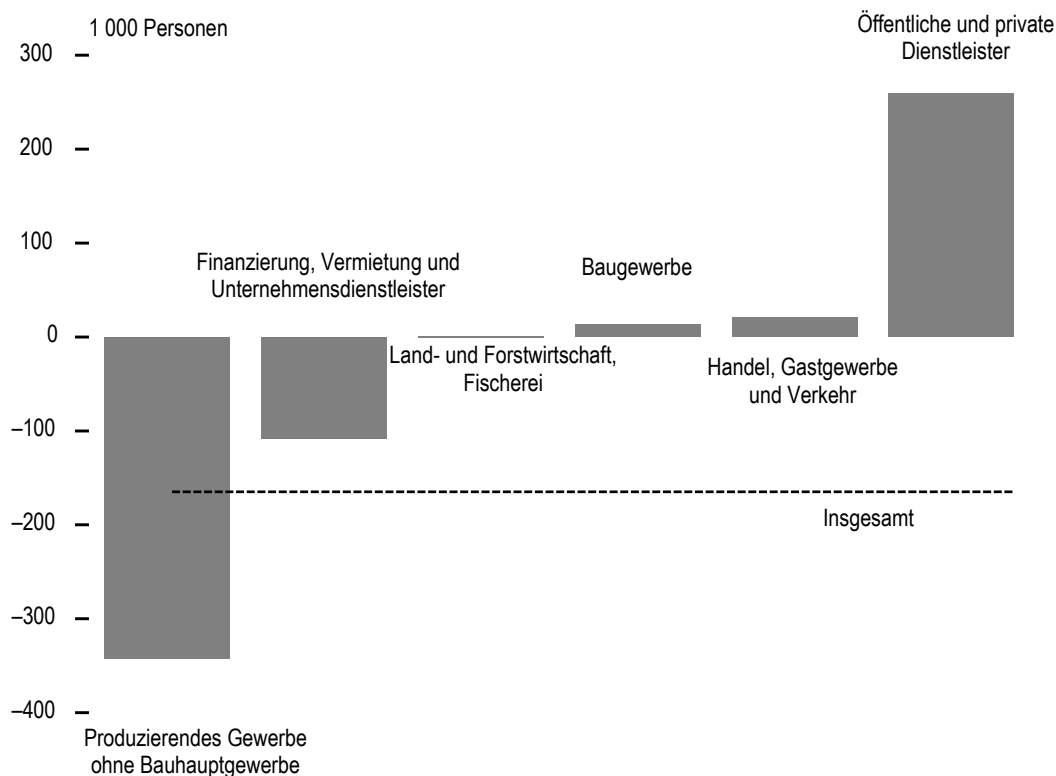 1 000 Personen
Öffentliche und private
Dienstleister
300
200
100
Finanzierung, Vermietung und
Unternehmensdienstleister
Baugewerbe
0
Land- und Forstwirtschaft,
Fischerei
Handel, Gastgewerbe
und Verkehr
–100
–200
Insgesamt
–300
–400
Produzierendes Gewerbe
ohne Bauhauptgewerbe